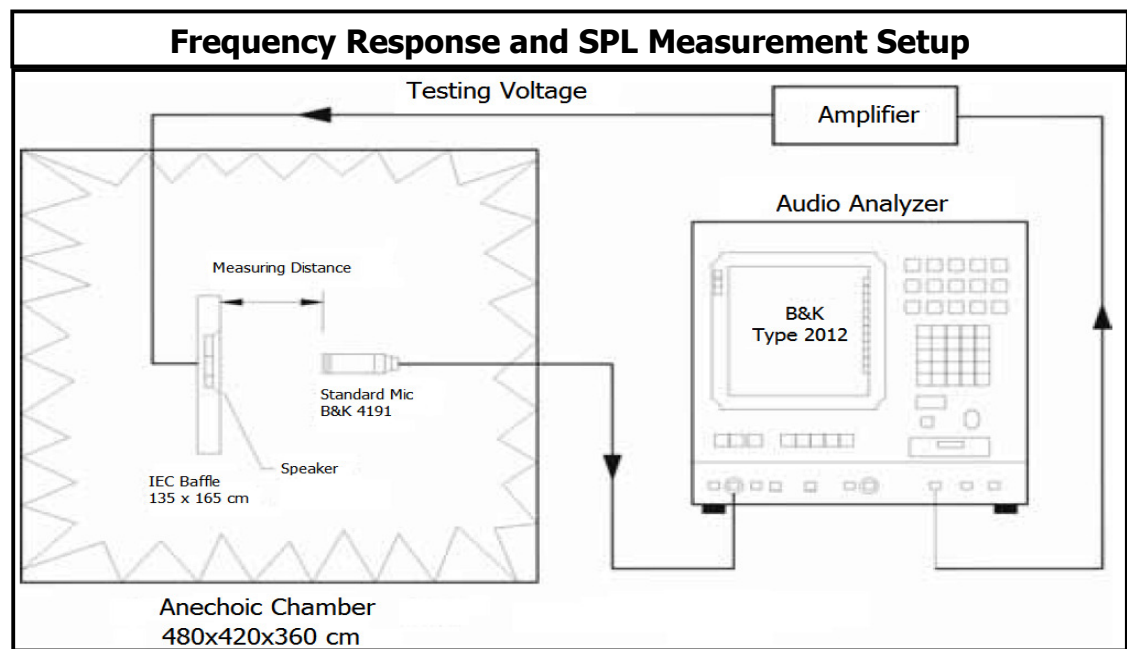 Frequency Response and SPL Measurement Setup
Testing Voltage
Amplifier
Audio Analyzer
Measuring Distance
B&K
Type 2012
Standard Mic
B&K 4191
Speaker
IEC Baffle
135 x 165 cm
Anechoic Chamber
480x420x360 cm